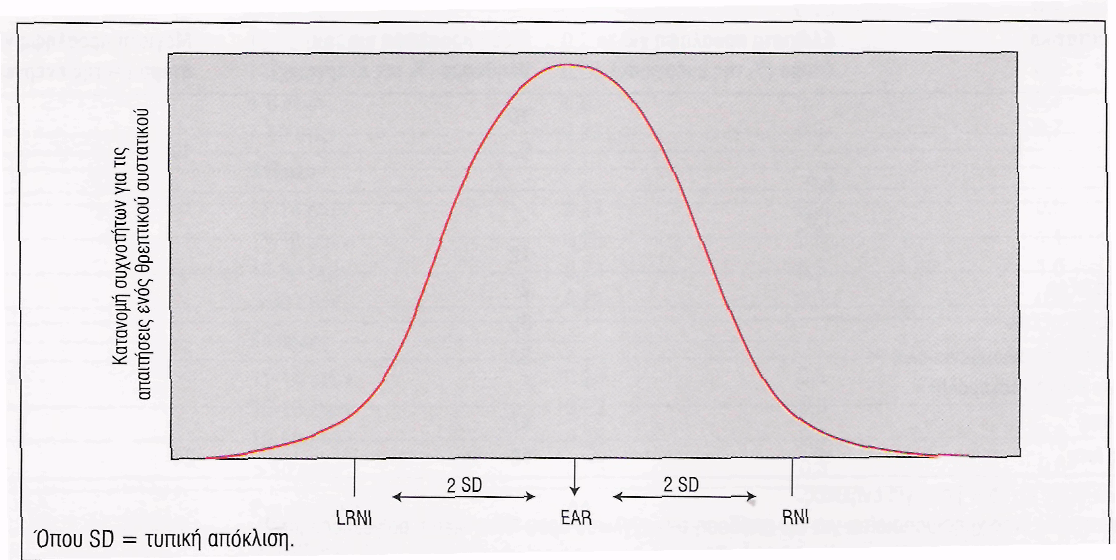 Κατανομή συχνοτήτων για τις
απαιτήσεις ενός θρεπτικού συστατικού
2 SD
2 SD
LRNI
EAR
RNI
Όπου SD = τυπική απόκλιση.